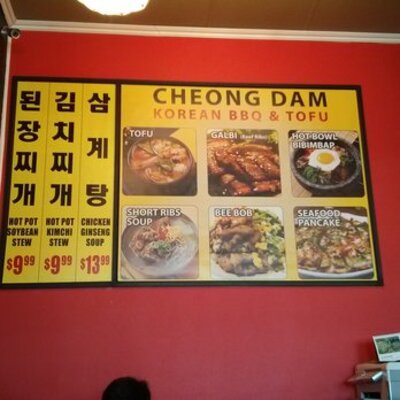 된장찌개
HOT POT
SOYBEAN
STEW
$9.99
김치찌개
HOT POT
KIMCHI
STEW
$9.99
삼계탕
CHICKEN
GINSENG
SOUP
$13.99
CHEONG DAM
KOREAN BBQ & TOFU
TOFU
GALBI (Beef Ribs)
HOT BOWL
BIBIMBAP
SHORT RIBS
SOUP
BEE BOB
SEAFOOD
PANCAKE